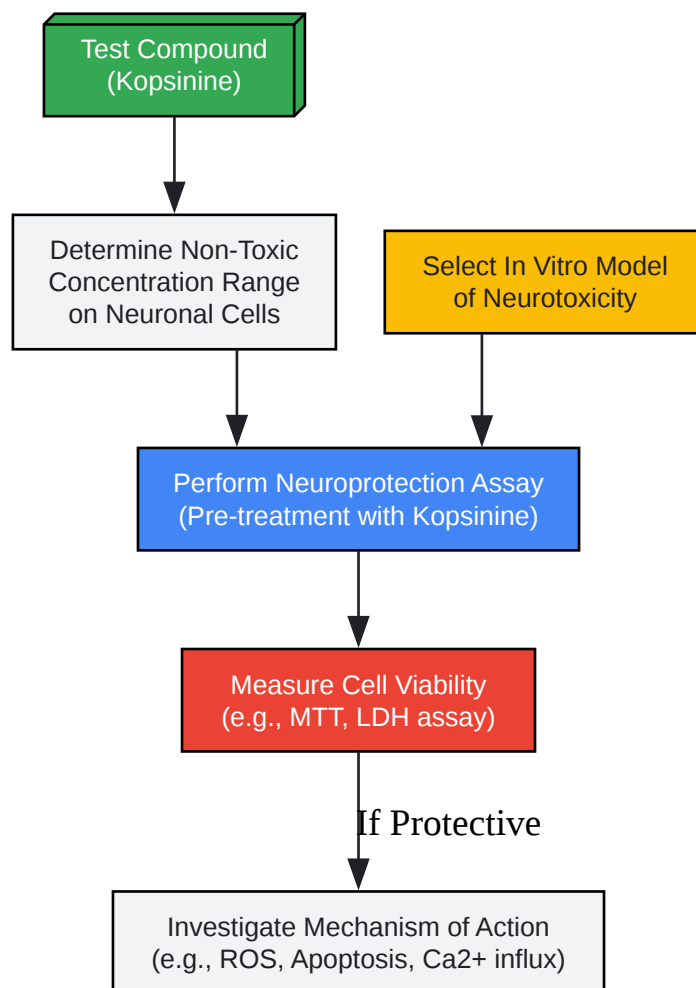 Test Compound
(Kopsinine)
Determine Non-Toxic
Concentration Range
on Neuronal Cells
Select In Vitro Model
of Neurotoxicity
Perform Neuroprotection Assay
(Pre-treatment with Kopsinine)
Measure Cell Viability
(e.g., MTT, LDH assay)
If Protective
Investigate Mechanism of Action
(e.g., ROS, Apoptosis, Ca2+ influx)